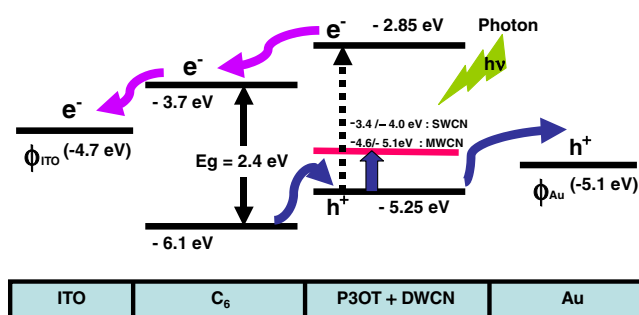 e- - 2.85 eV Photon
e- hν
e- - 3.7 eV -3.4 /- 4.0 eV : SWCN
ϕITO (-4.7 eV) Eg = 2.4 eV -4.6/- 5.1eV : MWCN h+
h+ - 5.25 eV ϕAu (-5.1 eV)
- 6.1 eV
ITO C6 P3OT + DWCN Au